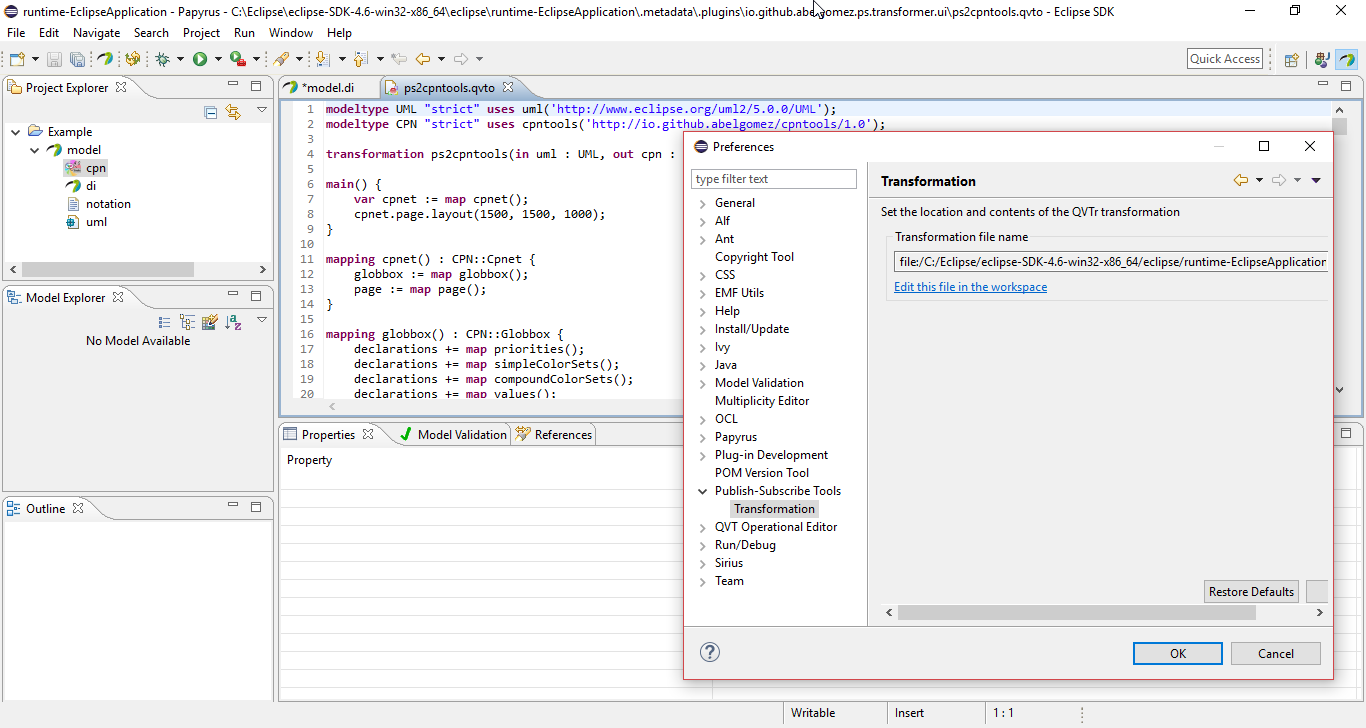 runtime-EclipseApplication - Papyrus - C:\Eclipse\eclipse-SDK-4.6-win32-x86_64\eclipse\runtime-EclipseApplication\.metadata\.plugins\io.github.abelgomez.ps.transformer.ui\ps2cpntools.qvto - Eclipse SDK
File Edit Navigate Search Project Run Window Help
Quick Access
Project Explorer
Example
model
cpn
di
notation
uml
Model Explorer
No Model Available
Outline
*model.di ps2cpntools.qvto
1 modeltype UML "strict" uses uml('http://www.eclipse.org/uml2/5.0.0/UML');
2 modeltype CPN "strict" uses cpntools('http://io.github.abelgomez/cpntools/1.0');
3
4 transformation ps2cpntools(in uml : UML, out cpn :
5
6 main() {
7 var cpnet := map cpnet();
8 cpnet.page.layout(1500, 1500, 1000);
9 }
10
11 mapping cpnet() : CPN::Cpnet {
12 globbox := map globbox();
13 page := map page();
14 }
15
16 mapping globbox() : CPN::Globbox {
17 declarations += map priorities();
18 declarations += map simpleColorSets();
19 declarations += map compoundColorSets();
20 declarations += map values();
Properties Model Validation References
Property
Preferences
type filter text
General
Alf
Ant
Copyright Tool
CSS
EMF Utils
Help
Install/Update
Ivy
Java
Model Validation
Multiplicity Editor
OCL
Papyrus
Plug-in Development
POM Version Tool
Publish-Subscribe Tools
Transformation
QVT Operational Editor
Run/Debug
Sirius
Team
Transformation
Set the location and contents of the QVTr transformation
Transformation file name
file:/C:/Eclipse/eclipse-SDK-4.6-win32-x86_64/eclipse/runtime-EclipseApplication
Edit this file in the workspace
Restore Defaults
OK Cancel
Writable Insert 1 : 1